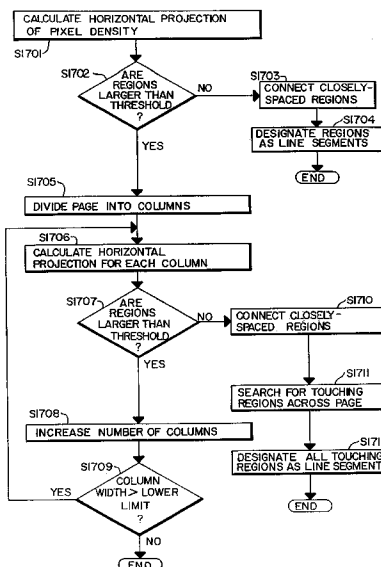 CALCULATE HORIZONTAL PROJECTION
OF PIXEL DENSITY
S1701
S1702
ARE
REGIONS
LARGER THAN
THRESHOLD
?
NO
YES
S1703
CONNECT CLOSELY-
SPACED REGIONS
S1704
DESIGNATE REGIONS
AS LINE SEGMENTS
END
S1705
DIVIDE PAGE INTO COLUMNS
S1706
CALCULATE HORIZONTAL
PROJECTION FOR EACH COLUMN
S1707
ARE
REGIONS
LARGER THAN
THRESHOLD
?
NO
YES
S1710
CONNECT CLOSELY-
SPACED REGIONS
S1711
SEARCH FOR TOUCHING
REGIONS ACROSS PAGE
S171
DESIGNATE ALL TOUCHING
REGIONS AS LINE SEGMENT
END
S1708
INCREASE NUMBER OF COLUMNS
S1709
COLUMN
WIDTH > LOWER
LIMIT
?
YES
NO
END